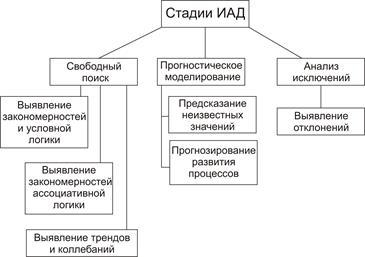 Стадии ИАД
Свободный
поиск
Прогностическое
моделирование
Анализ
исключений
Выявление
закономерностей
и условной
логики
Предсказание
неизвестных
значений
Выявление
отклонений
Выявление
закономерностей
ассоциативной
логики
Прогнозирование
развития
процессов
Выявление трендов
и коллебаний